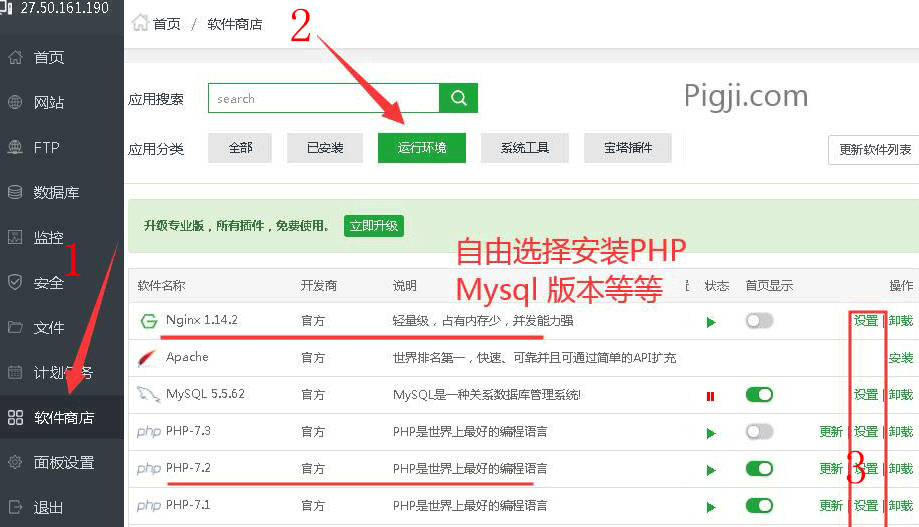 27.50.161.190
首页 / 软件商店
2
首页
网站
FTP
数据库
监控
1
安全
文件
计划任务
软件商店
面板设置
退出
应用搜索 search
Pigji.com
应用分类 全部 已安装 运行环境 系统工具 宝塔插件 更新软件列表
升级专业版，所有插件，免费使用。 立即升级
自由选择安装PHP
Mysql 版本等等
软件名称 开发商 说明 状态 首页显示 操作
Nginx 1.14.2 官方 轻量级，占有内存少，并发能力强 设置 | 卸载
Apache 官方 世界排名第一，快速、可靠并且可通过简单的API扩充 安装
MySQL 5.5.62 官方 MySQL是一种关系数据库管理系统! 设置 | 卸载
php PHP-7.3 官方 PHP是世界上最好的编程语言 更新 | 设置 | 卸载
php PHP-7.2 官方 PHP是世界上最好的编程语言 更新 | 设置 | 卸载
3
php PHP-7.1 官方 PHP是世界上最好的编程语言 更新 | 设置 | 卸载